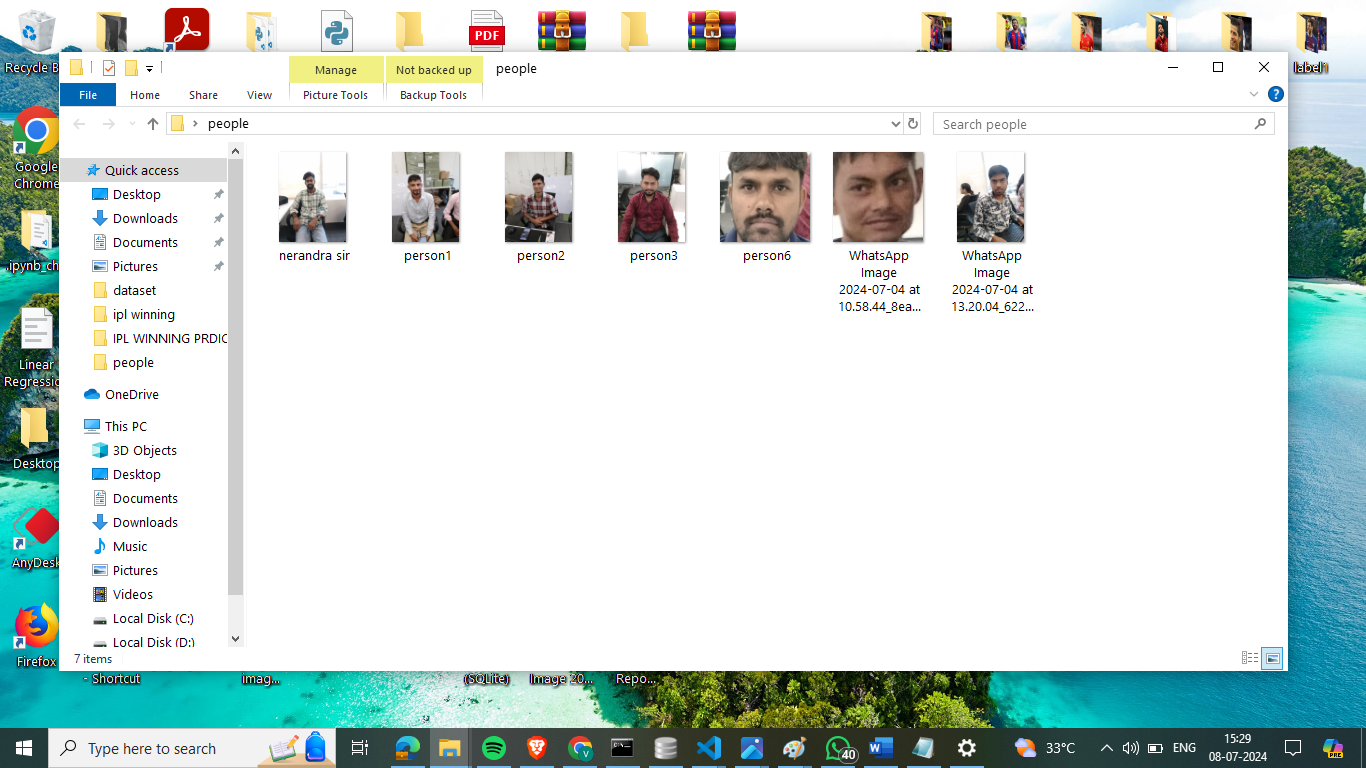 Recycle B
PDF
label1
Manage
Not backed up
people
File
Home
Share
View
Picture Tools
Backup Tools
people
Search people
Google
Chrome
.ipynb_ch
Linear
Regressio
Desktop
AnyDesk
Firefox
Quick access
Desktop
Downloads
Documents
Pictures
dataset
ipl winning
IPL WINNING PRDIC
people
OneDrive
This PC
3D Objects
Desktop
Documents
Downloads
Music
Pictures
Videos
Local Disk (C:)
Local Disk (D:)
nerandra sir
person1
person2
person3
person6
WhatsApp
Image
2024-07-04 at
10.58.44_8ea...
WhatsApp
Image
2024-07-04 at
13.20.04_622...
7 items
- Shortcut
imag...
(SQLite)
Image 20...
Repo...
Type here to search
40
33°C
ENG
15:29
08-07-2024
PRE